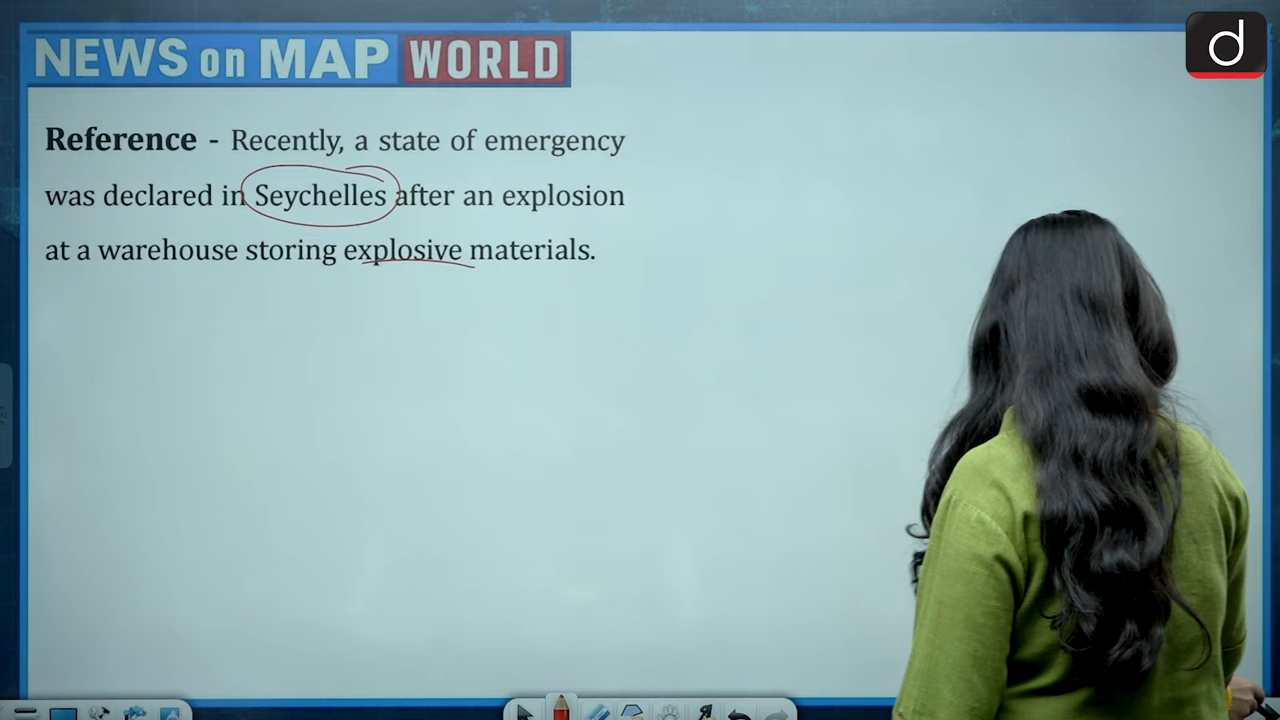 NEWS on MAP WORLD
d
Reference - Recently, a state of emergency
was declared in Seychelles after an explosion
at a warehouse storing explosive materials.